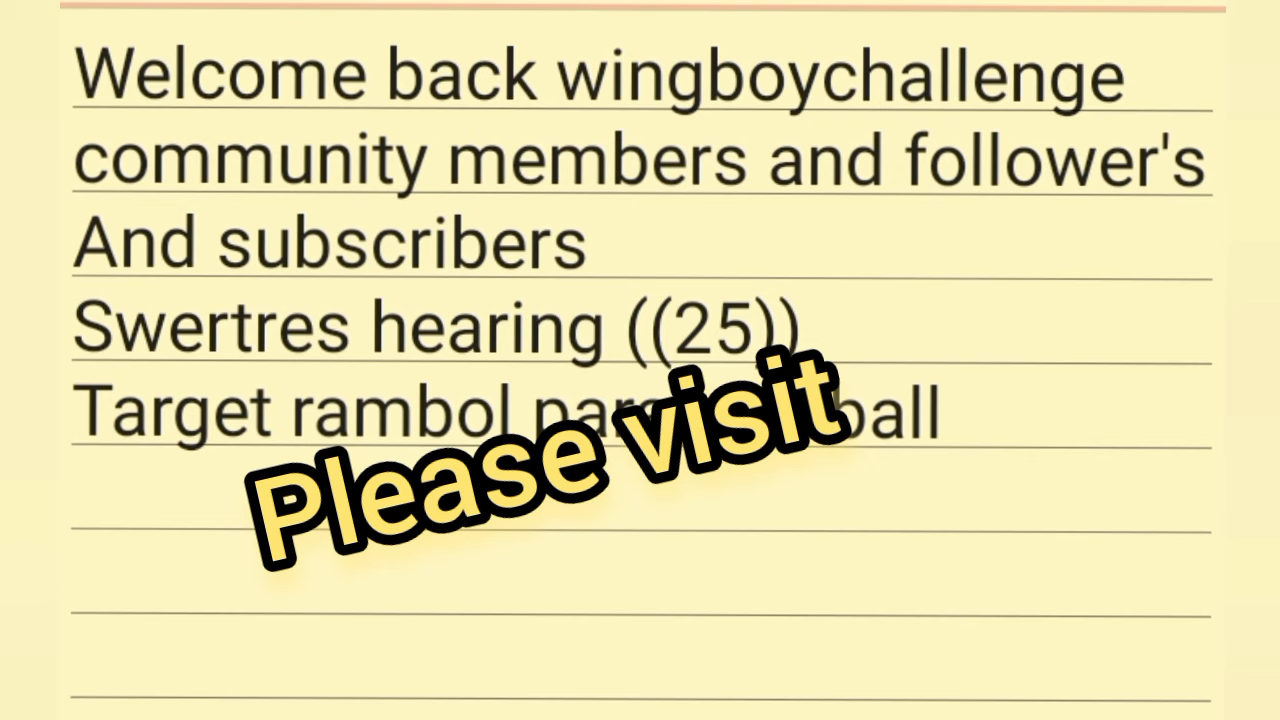 Welcome back wingboychallenge
community members and follower's
And subscribers
Swertres hearing ((25))
Target rambol ball
Please visit